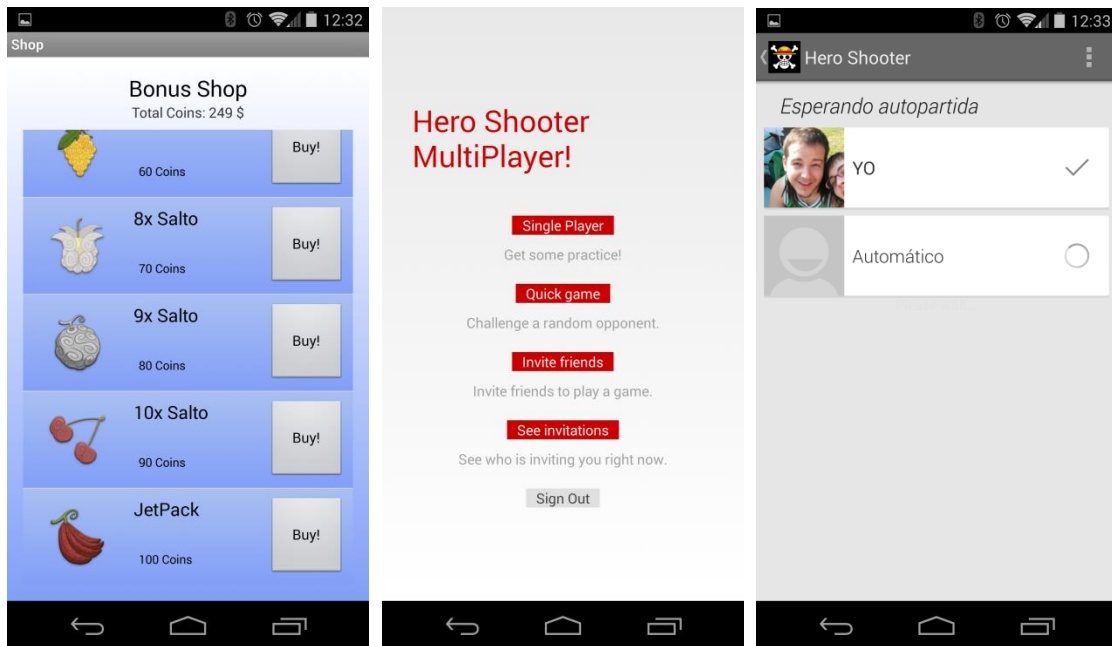 12:32
Shop
Bonus Shop
Total Coins: 249 $
Buy!
60 Coins
8x Salto
Buy!
70 Coins
9x Salto
Buy!
80 Coins
10x Salto
Buy!
90 Coins
JetPack
Buy!
100 Coins
Hero Shooter
MultiPlayer!
Single Player
Get some practice!
Quick game
Challenge a random opponent.
Invite friends
Invite friends to play a game.
See invitations
See who is inviting you right now.
Sign Out
12:33
Hero Shooter
Esperando autopartida
YO
Automático